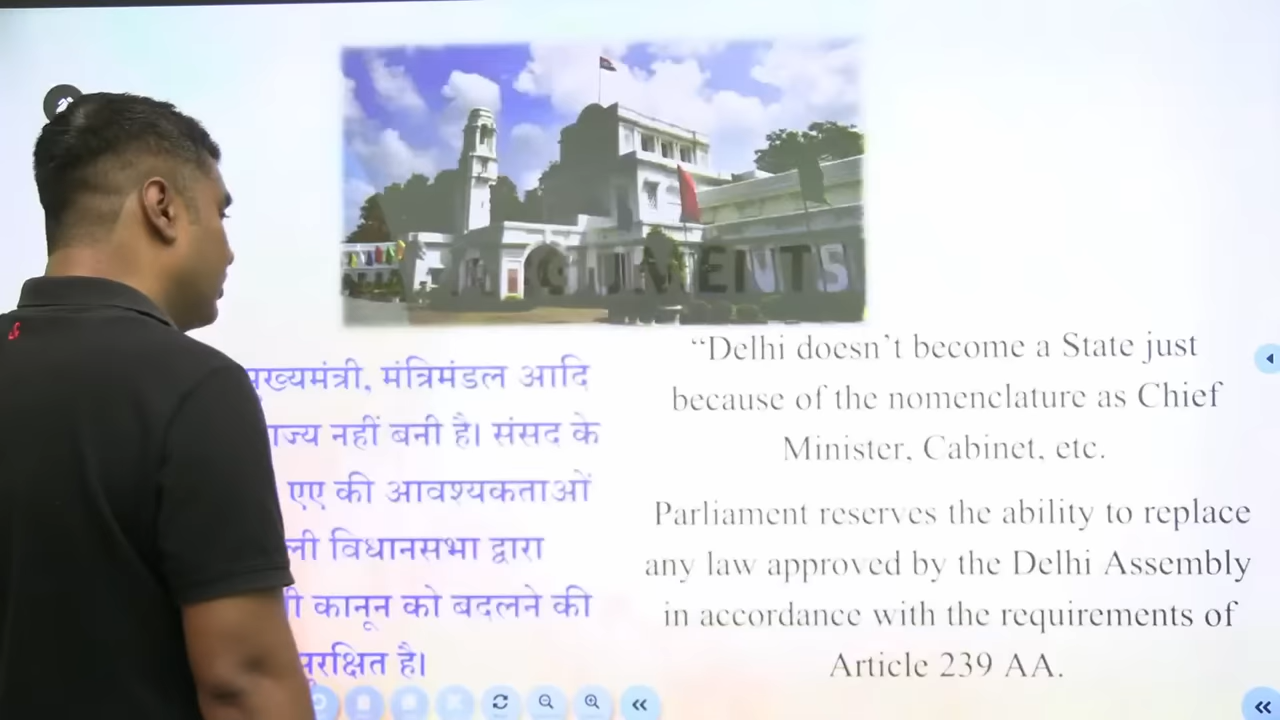 ARGUMENTS
मुख्यमंत्री, मंत्रिमंडल आदि
राज्य नहीं बनी है। संसद के
एए की आवश्यकताओं
विधानसभा द्वारा
कानून को बदलने की
सुरक्षित है।
“Delhi doesn’t become a State just
because of the nomenclature as Chief
Minister, Cabinet, etc.
Parliament reserves the ability to replace
any law approved by the Delhi Assembly
in accordance with the requirements of
Article 239 AA.